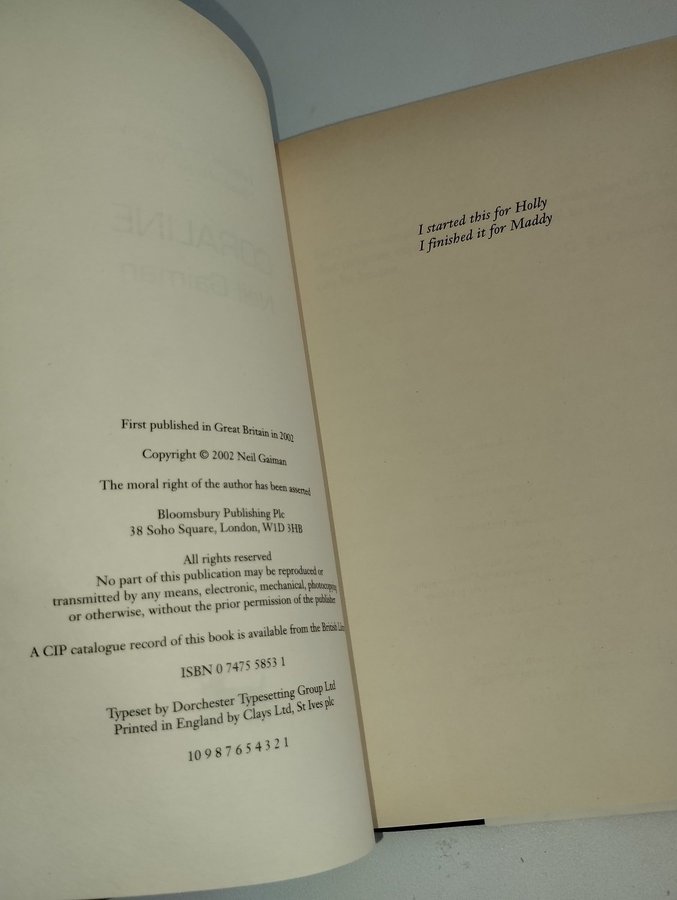 First published in Great Britain in 2002
Copyright © 2002 Neil Gaiman
The moral right of the author has been asserted
Bloomsbury Publishing Plc
38 Soho Square, London, W1D 3HB
All rights reserved
No part of this publication may be reproduced or
transmitted by any means, electronic, mechanical, photocopying
or otherwise, without the prior permission of the publisher
A CIP catalogue record of this book is available from the British
ISBN 0 7475 5853 1
Typeset by Dorchester Typesetting Group Ltd
Printed in England by Clays Ltd, St Ives plc
10 9 8 7 6 5 4 3 2 1
I started this for Holly
I finished it for Maddy